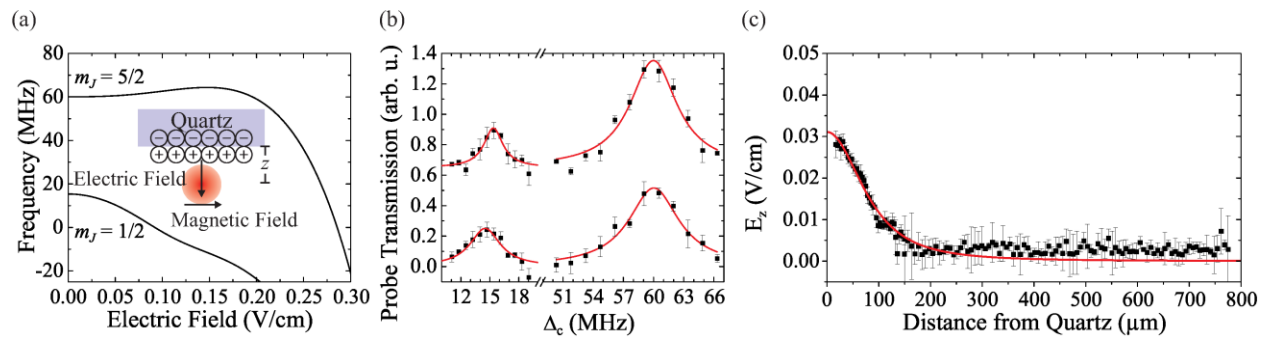 (a)
80
60
40
20
0
-20
Frequency (MHz)
m_J = 5/2
Quartz
− − − − − −
+ + + + + +
z
Electric Field
Magnetic Field
m_J = 1/2
0.00 0.05 0.10 0.15 0.20 0.25 0.30
Electric Field (V/cm)
(b)
1.4
1.2
1.0
0.8
0.6
0.4
0.2
0.0
Probe Transmission (arb. u.)
12 15 18 51 54 57 60 63 66
Δc (MHz)
(c)
0.05
0.04
0.03
0.02
0.01
0.00
E_z (V/cm)
0 100 200 300 400 500 600 700 800
Distance from Quartz (µm)